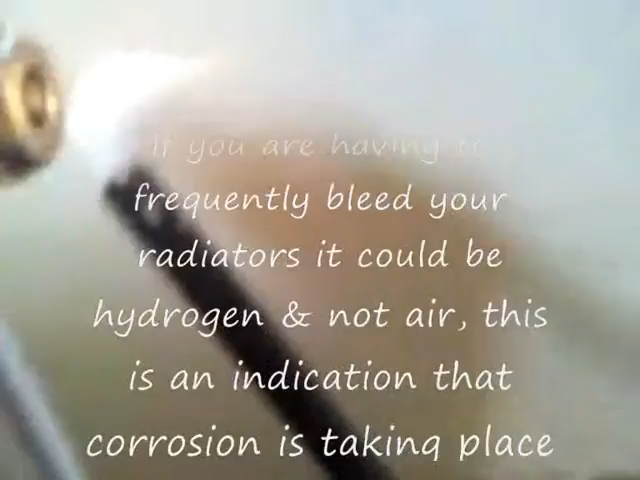 if you are having to
frequently bleed your
radiators it could be
hydrogen & not air, this
is an indication that
corrosion is taking place